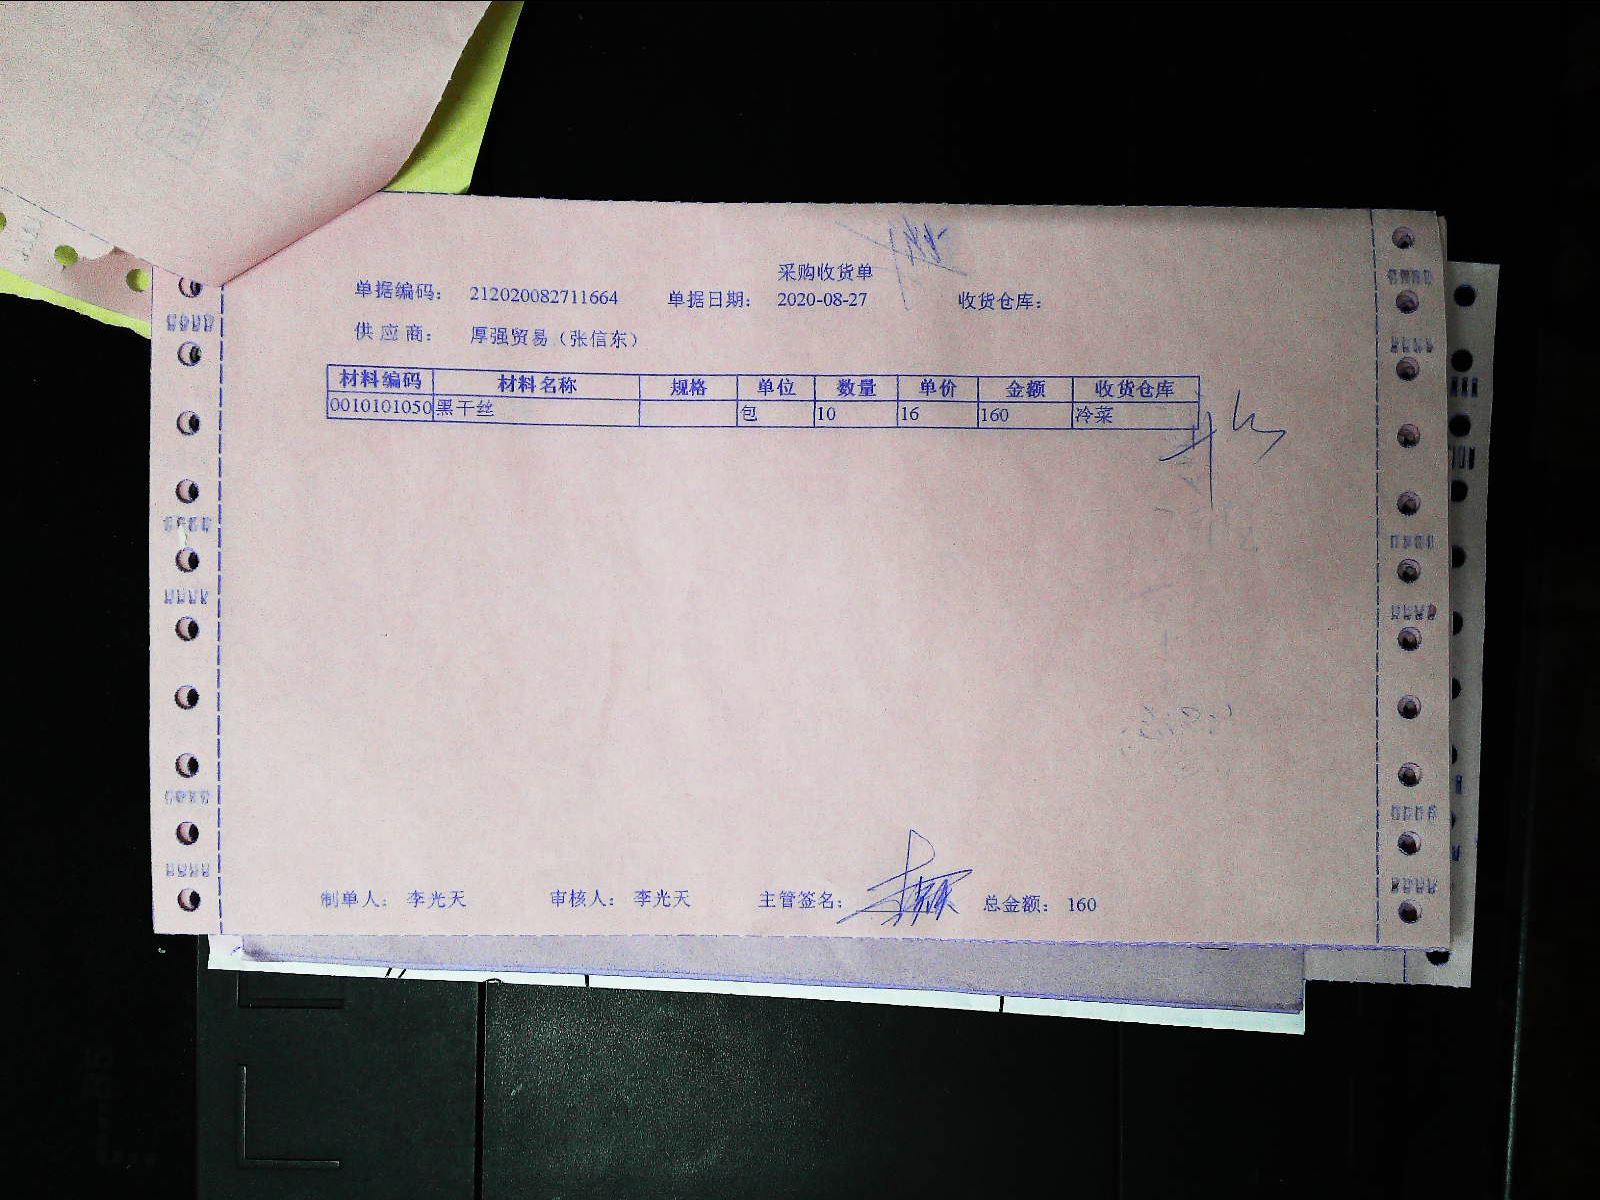 采购收货单
单据编码： 212020082711664 单据日期： 2020-08-27 收货仓库：
供 应 商： 厚强贸易（张信东）
材料编码 材料名称 规格 单位 数量 单价 金额 收货仓库
0010101050 黑干丝 包 10 16 160 冷菜
制单人： 李光天 审核人： 李光天 主管签名： 总金额： 160